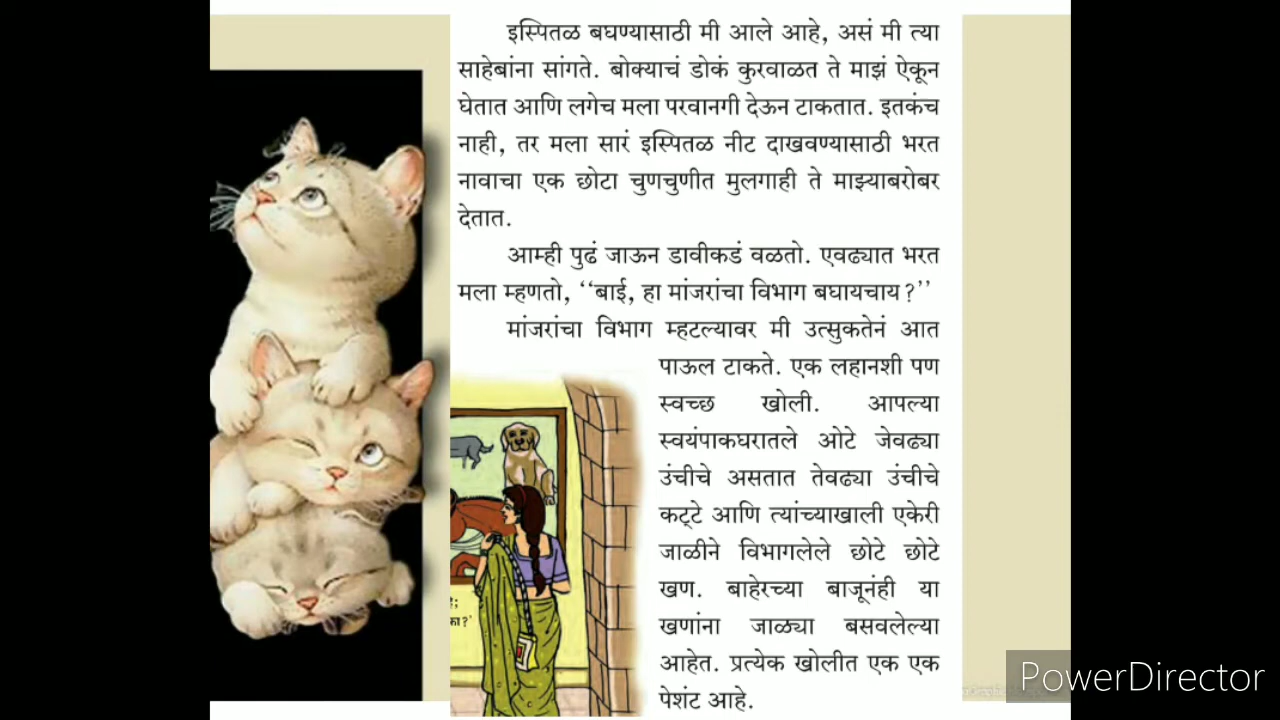 इस्पितळ बघण्यासाठी मी आले आहे, असं मी त्या
साहेबांना सांगते. बोक्याचं डोकं कुरवाळत ते माझं ऐकून
घेतात आणि लगेच मला परवानगी देऊन टाकतात. इतकंच
नाही, तर मला सारं इस्पितळ नीट दाखवण्यासाठी भरत
नावाचा एक छोटा चुणचुणीत मुलगाही ते माझ्याबरोबर
देतात.
आम्ही पुढं जाऊन डावीकडं वळतो. एवढ्यात भरत
मला म्हणतो, ‘‘बाई, हा मांजरांचा विभाग बघायचाय?’’
मांजरांचा विभाग म्हटल्यावर मी उत्सुकतेनं आत
पाऊल टाकते. एक लहानशी पण
स्वच्छ खोली. आपल्या
स्वयंपाकघरातले ओटे जेवढ्या
उंचीचे असतात तेवढ्या उंचीचे
कट्टे आणि त्यांच्याखाली एकेरी
जाळीने विभागलेले छोटे छोटे
खण. बाहेरच्या बाजूनंही या
खणांना जाळ्या बसवलेल्या
आहेत. प्रत्येक खोलीत एक एक
पेशंट आहे.
PowerDirector